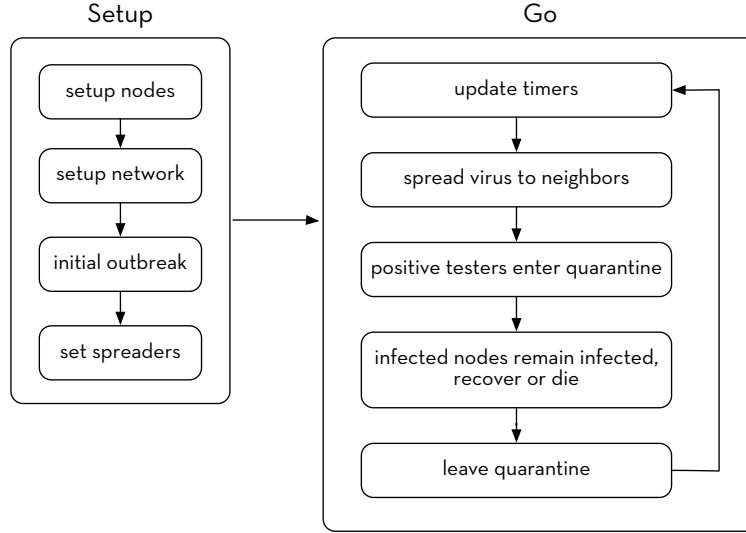 Setup
setup nodes
setup network
initial outbreak
set spreaders
Go
update timers
spread virus to neighbors
positive testers enter quarantine
infected nodes remain infected,
recover or die
leave quarantine